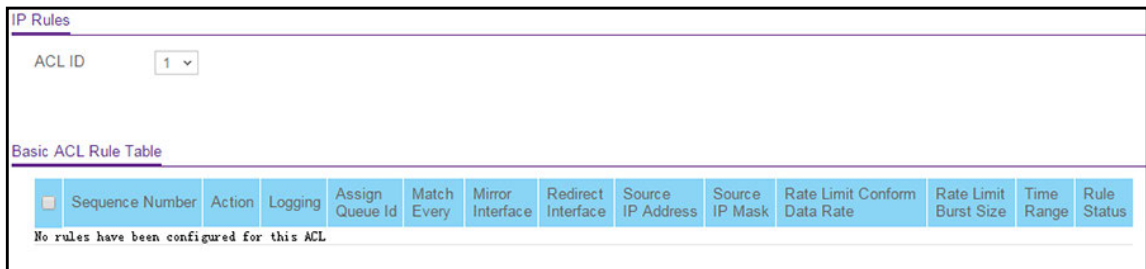 IP Rules
ACL ID 1
Basic ACL Rule Table
Sequence Number Action Logging Assign Queue Id Match Every Mirror Interface Redirect Interface Source IP Address Source IP Mask Rate Limit Conform Data Rate Rate Limit Burst Size Time Range Rule Status
No rules have been configured for this ACL